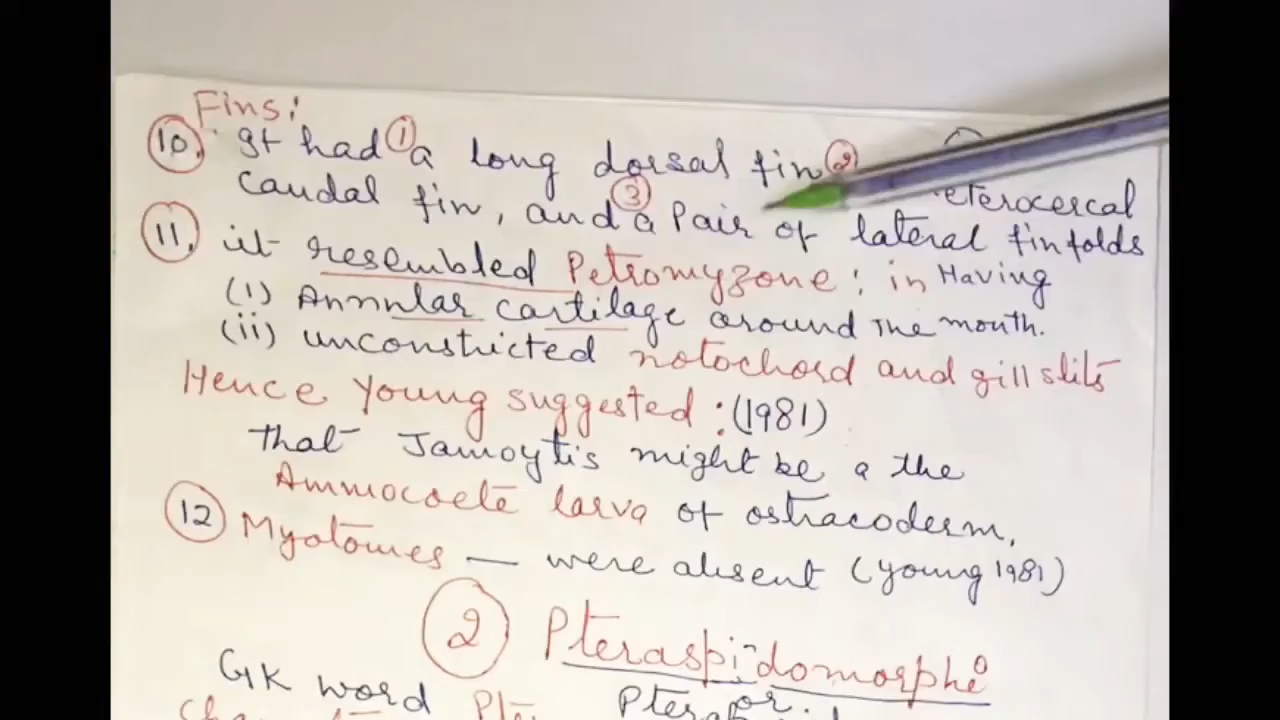 Fins:
10. It had ① a long dorsal fin ② eterocercal
caudal fin, and ③ a Pair of lateral fin folds
11. it resembled Petromyzone: in Having
(i) Annular cartilage around The mouth.
(ii) unconstricted notochord and gill slits
Hence Young suggested: (1981)
that Jamoytis might be a the
Ammocoete larva of ostracoderm.
12 Myotomes — were absent (Young 1981)
② Pteraspidomorphi
GK word or